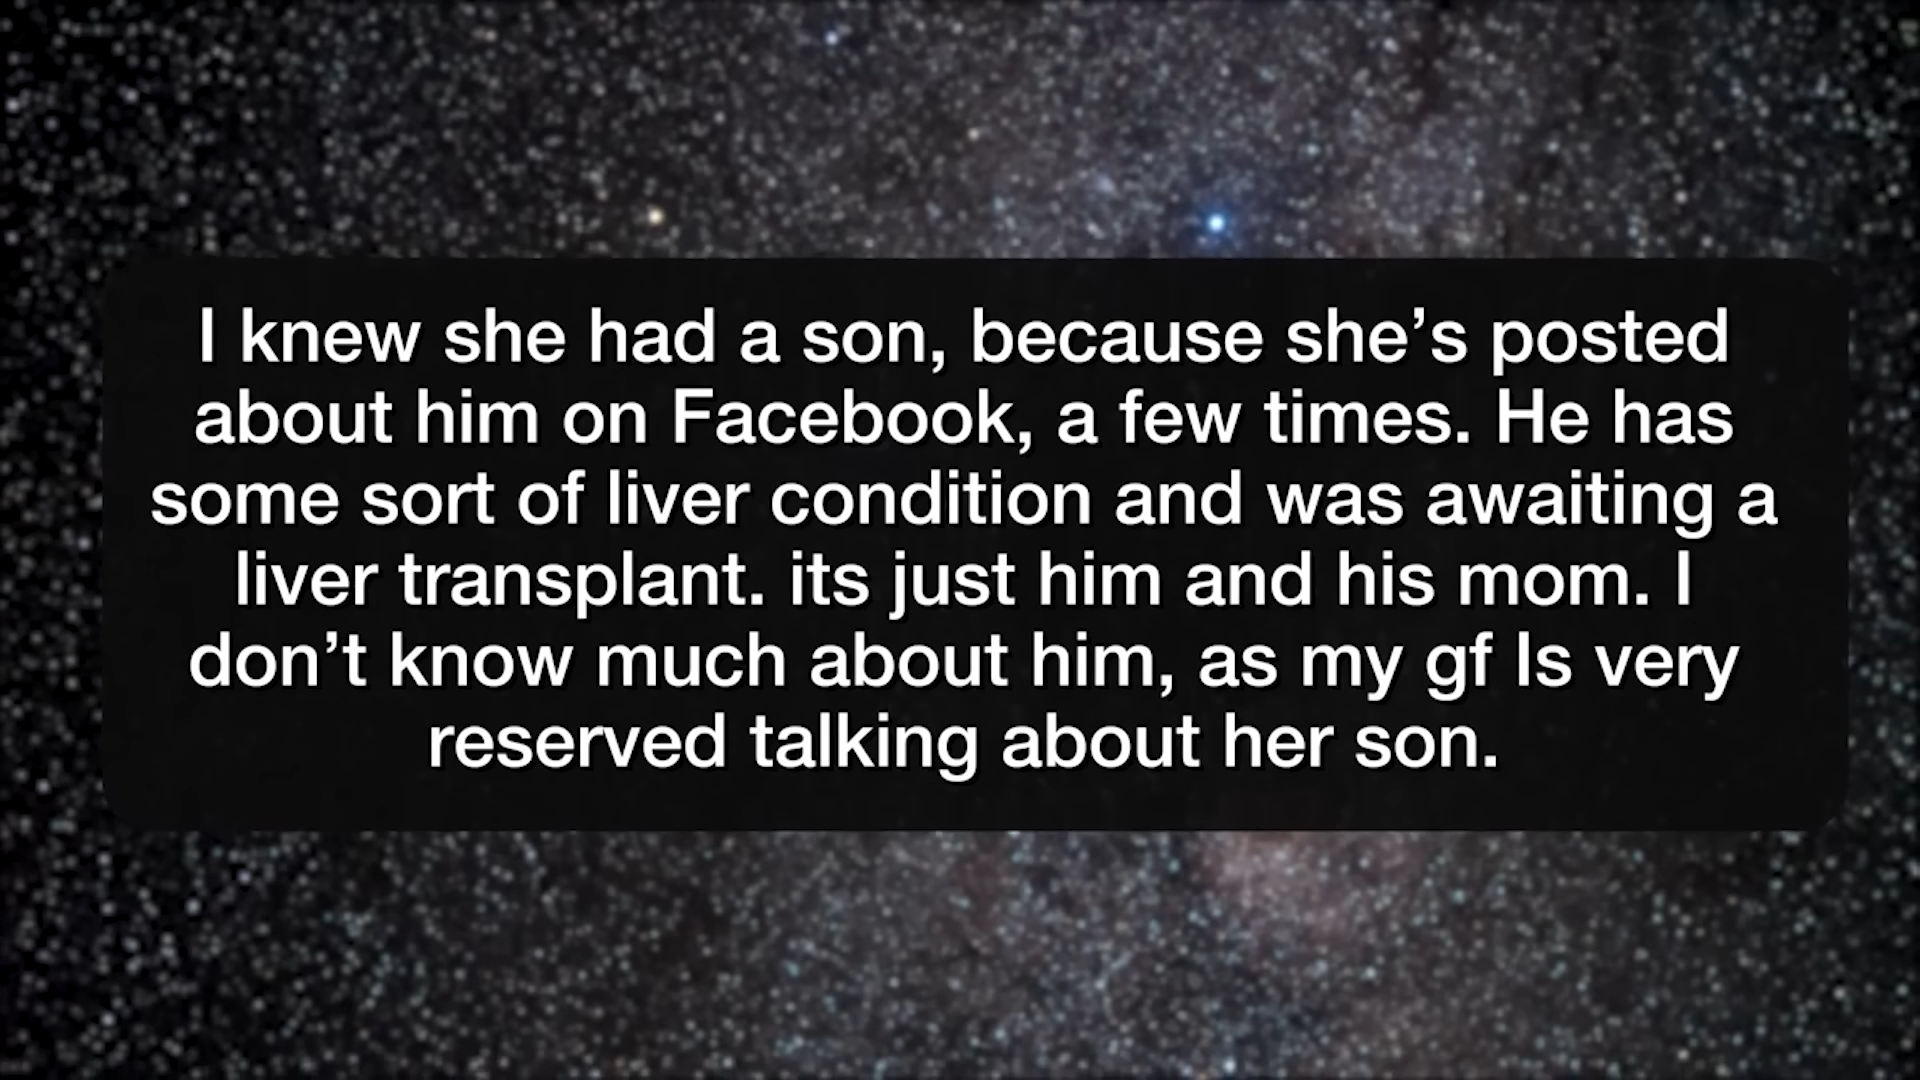 I knew she had a son, because she’s posted
about him on Facebook, a few times. He has
some sort of liver condition and was awaiting a
liver transplant. its just him and his mom. I
don’t know much about him, as my gf Is very
reserved talking about her son.